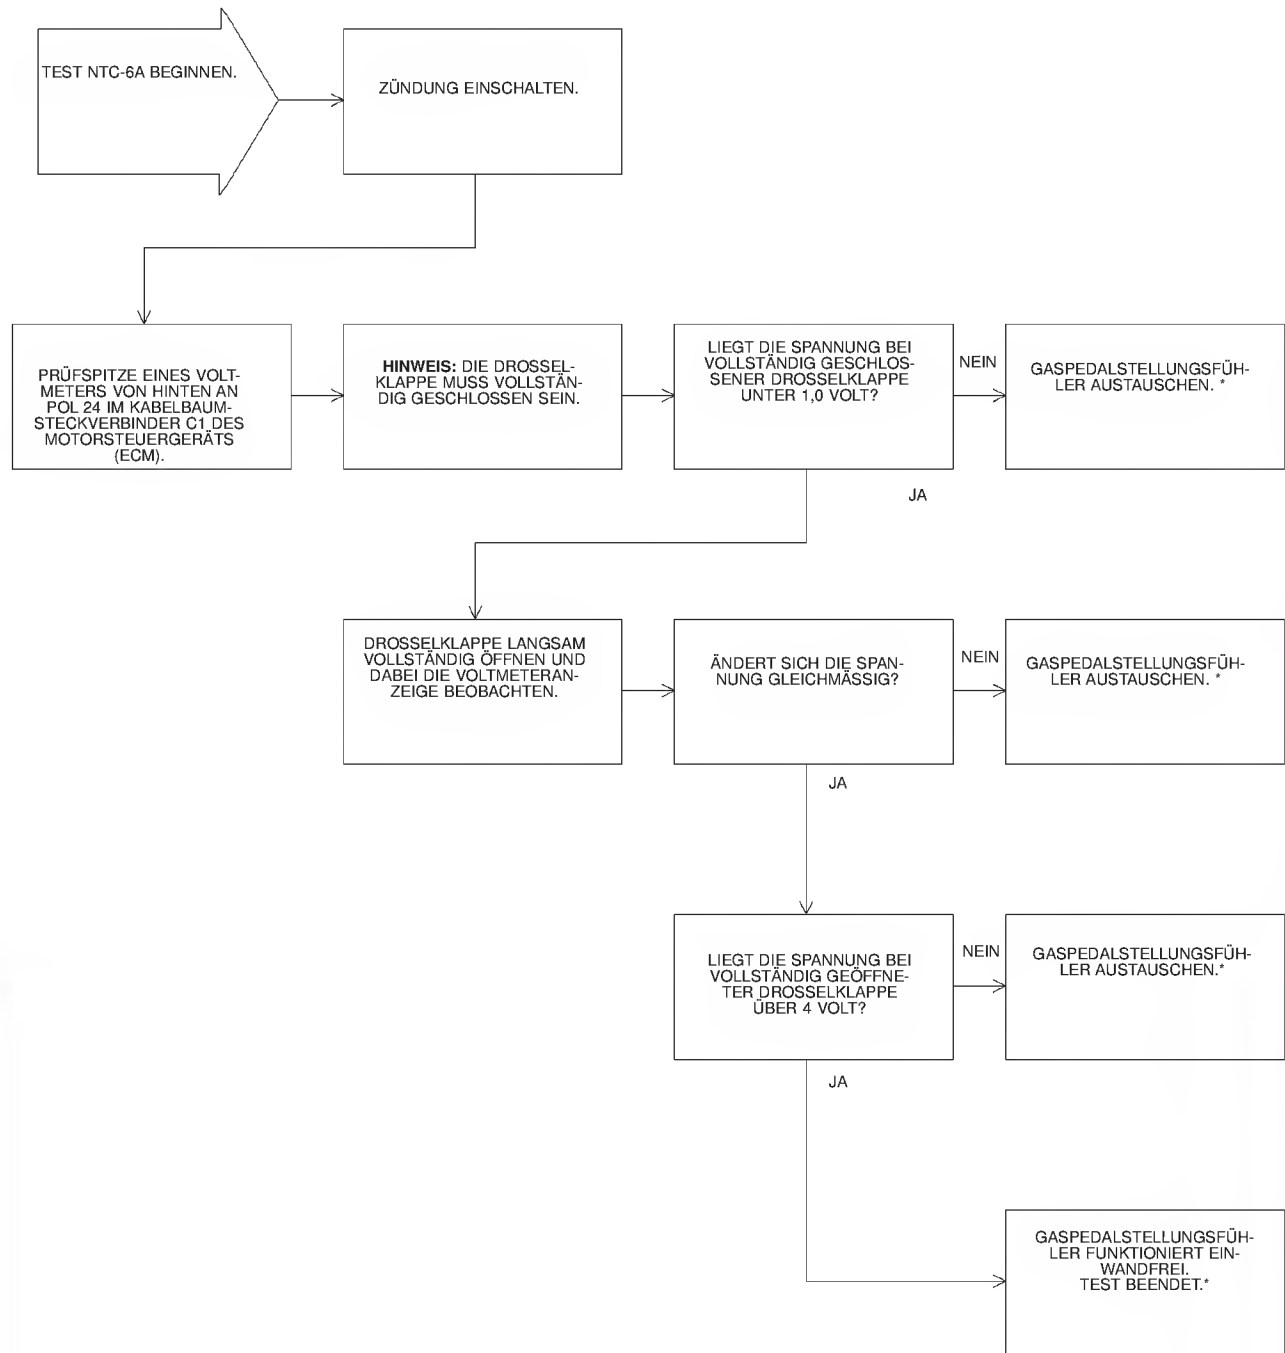 TEST NTC-6A BEGINNEN.
ZÜNDUNG EINSCHALTEN.
PRÜFSPITZE EINES VOLT-
METERS VON HINTEN AN
POL 24 IM KABELBAUM-
STECKVERBINDER C1 DES
MOTORSTEUERGERÄTS
(ECM).
HINWEIS: DIE DROSSEL-
KLAPPE MUSS VOLLSTÄN-
DIG GESCHLOSSEN SEIN.
LIEGT DIE SPANNUNG BEI
VOLLSTÄNDIG GESCHLOS-
SENER DROSSELKLAPPE
UNTER 1,0 VOLT?
NEIN
GASPEDALSTELLUNGSFÜH-
LER AUSTAUSCHEN. *
JA
DROSSELKLAPPE LANGSAM
VOLLSTÄNDIG ÖFFNEN UND
DABEI DIE VOLTMETERAN-
ZEIGE BEOBACHTEN.
ÄNDERT SICH DIE SPAN-
NUNG GLEICHMÄSSIG?
NEIN
GASPEDALSTELLUNGSFÜH-
LER AUSTAUSCHEN. *
JA
LIEGT DIE SPANNUNG BEI
VOLLSTÄNDIG GEÖFFNE-
TER DROSSELKLAPPE
ÜBER 4 VOLT?
NEIN
GASPEDALSTELLUNGSFÜH-
LER AUSTAUSCHEN.*
JA
GASPEDALSTELLUNGSFÜH-
LER FUNKTIONIERT EIN-
WANDFREI.
TEST BEENDET.*